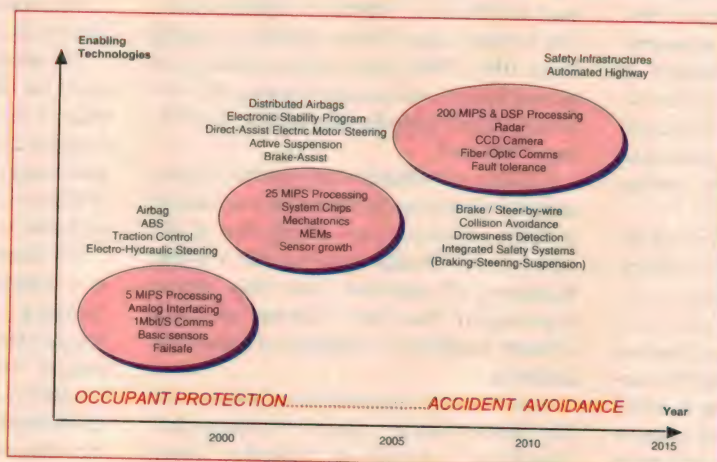 Enabling
Technologies
Safety Infrastructures
Automated Highway
Distributed Airbags
Electronic Stability Program
Direct-Assist Electric Motor Steering
Active Suspension
Brake-Assist
200 MIPS & DSP Processing
Radar
CCD Camera
Fiber Optic Comms
Fault tolerance
Airbag
ABS
Traction Control
Electro-Hydraulic Steering
25 MIPS Processing
System Chips
Mechatronics
MEMs
Sensor growth
Brake / Steer-by-wire
Collision Avoidance
Drowsiness Detection
Integrated Safety Systems
(Braking-Steering-Suspension)
5 MIPS Processing
Analog Interfacing
1Mbit/S Comms
Basic sensors
Failsafe
OCCUPANT PROTECTION..................................ACCIDENT AVOIDANCE
Year
2000 2005 2010 2015